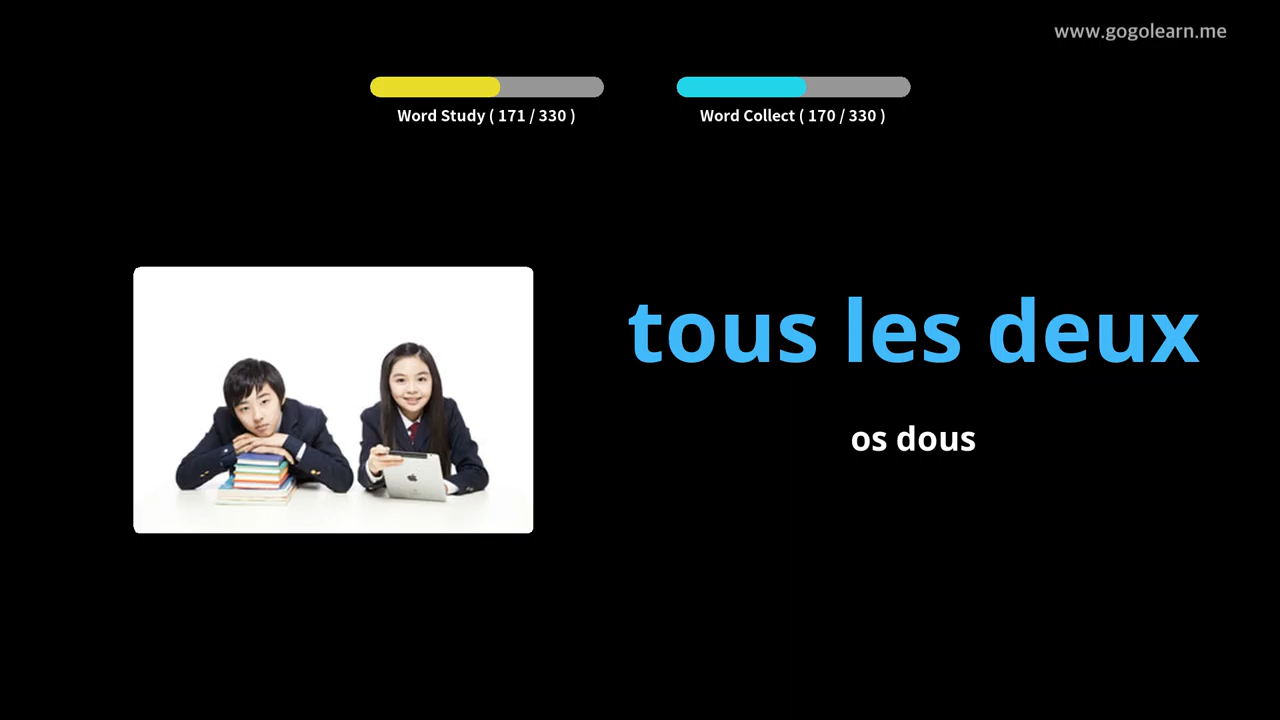 www.gogolearn.me
Word Study ( 171 / 330 )
Word Collect ( 170 / 330 )
tous les deux
os dous